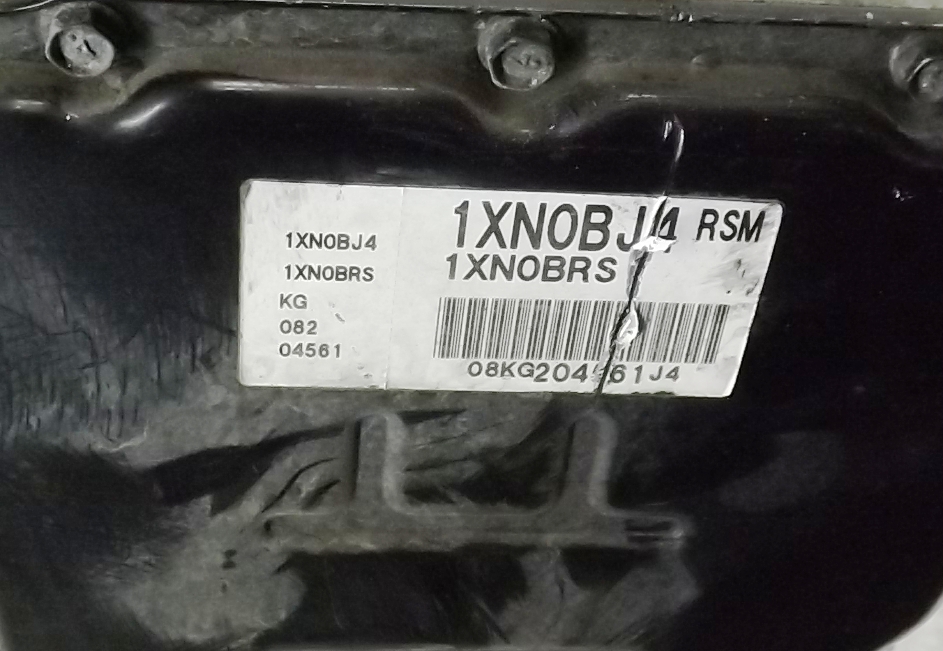 1XN0BJ4
1XN0BRS
KG
082
04561
1XN0BJ4 RSM
1XN0BRS
08KG204561J4